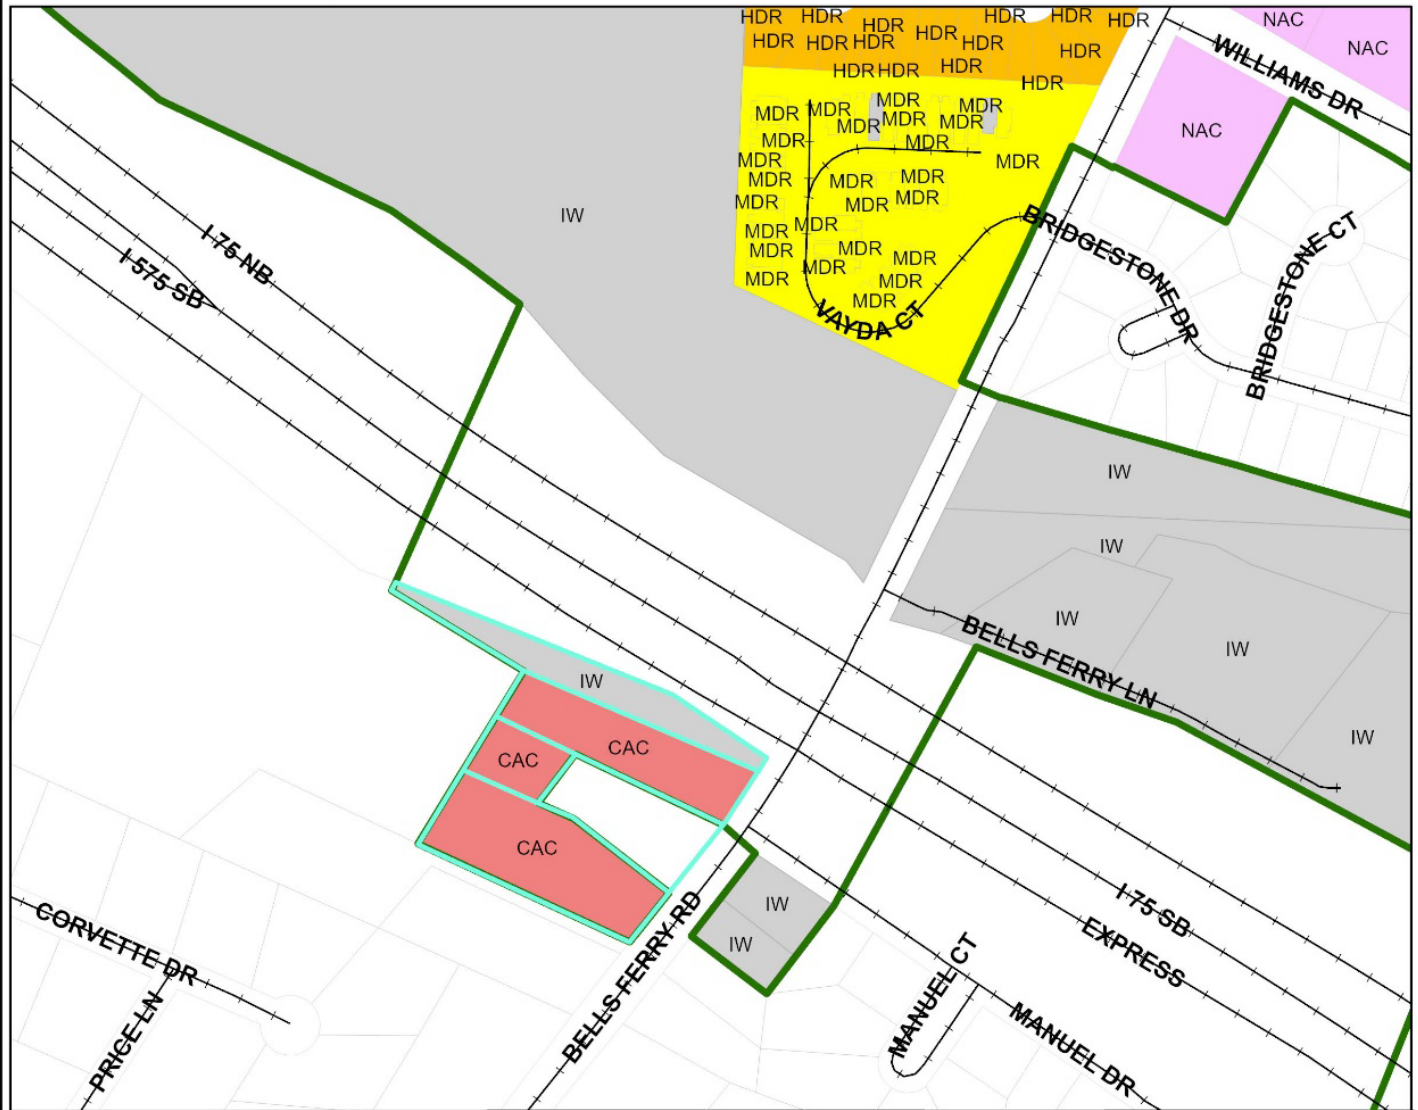 HDR HDR HDR HDR HDR HDR
HDR HDR HDR HDR HDR HDR HDR
HDR HDR HDR HDR
NAC
NAC
WILLIAMS DR
NAC
MDR MDR MDR MDR
MDR MDR MDR
MDR MDR
MDR MDR
MDR MDR MDR
MDR MDR MDR
MDR MDR
MDR MDR MDR
MDR MDR
MDR MDR
VAYDA CT
BRIDGESTONE DR
BRIDGESTONE CT
IW
I 75 NB
I 575 SB
IW
IW
IW
IW
IW
BELLS FERRY LN
IW
CAC
CAC
CAC
IW
IW
I 75 SB
EXPRESS
CORVETTE DR
PRICE LN
BELLS FERRY RD
MANUEL CT
MANUEL DR